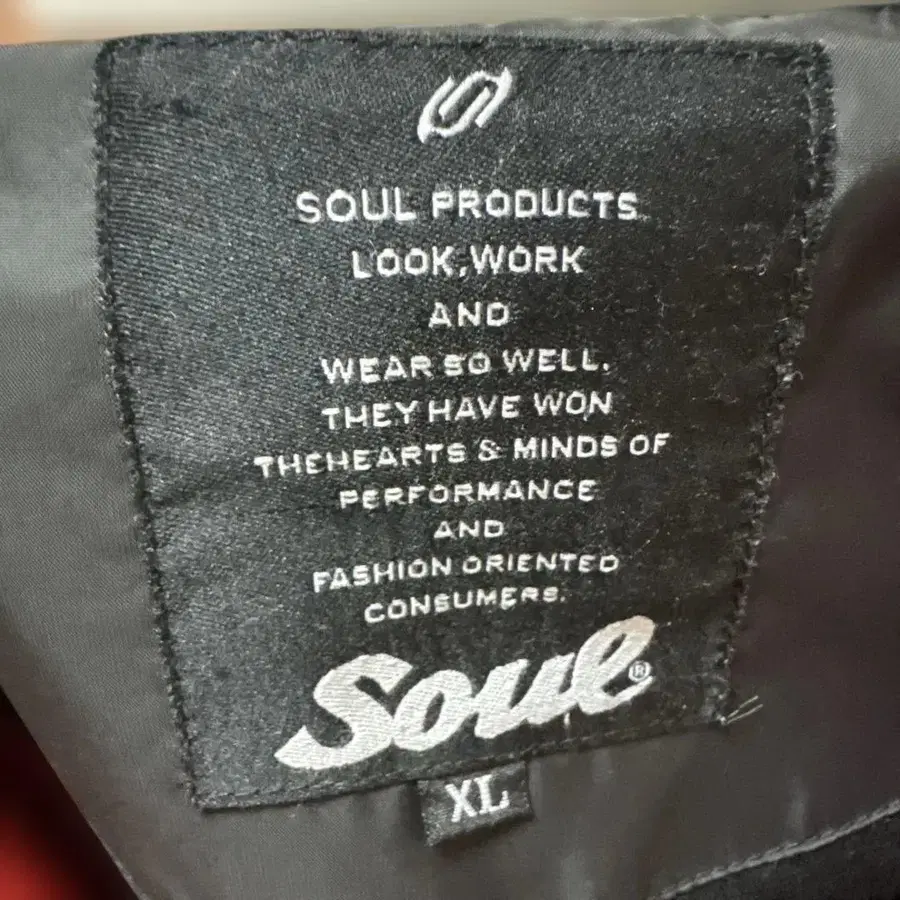 SOUL PRODUCTS
LOOK,WORK
AND
WEAR SO WELL.
THEY HAVE WON
THEHEARTS & MINDS OF
PERFORMANCE
AND
FASHION ORIENTED
CONSUMERS.
Soul®
XL